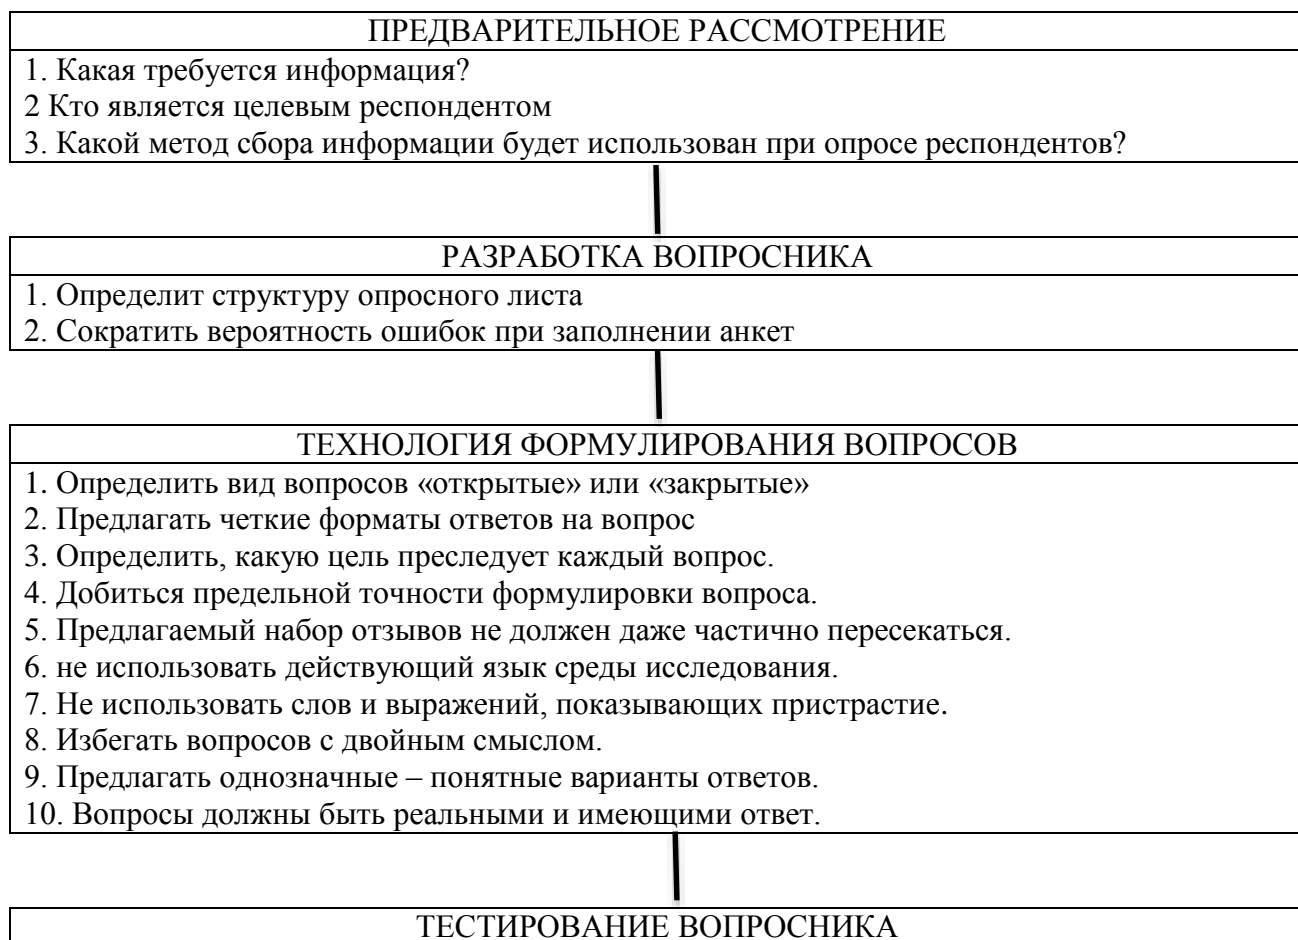 ПРЕДВАРИТЕЛЬНОЕ РАССМОТРЕНИЕ
1. Какая требуется информация?
2 Кто является целевым респондентом
3. Какой метод сбора информации будет использован при опросе респондентов?
РАЗРАБОТКА ВОПРОСНИКА
1. Определит структуру опросного листа
2. Сократить вероятность ошибок при заполнении анкет
ТЕХНОЛОГИЯ ФОРМУЛИРОВАНИЯ ВОПРОСОВ
1. Определить вид вопросов «открытые» или «закрытые»
2. Предлагать четкие форматы ответов на вопрос
3. Определить, какую цель преследует каждый вопрос.
4. Добиться предельной точности формулировки вопроса.
5. Предлагаемый набор отзывов не должен даже частично пересекаться.
6. не использовать действующий язык среды исследования.
7. Не использовать слов и выражений, показывающих пристрастие.
8. Избегать вопросов с двойным смыслом.
9. Предлагать однозначные – понятные варианты ответов.
10. Вопросы должны быть реальными и имеющими ответ.
ТЕСТИРОВАНИЕ ВОПРОСНИКА